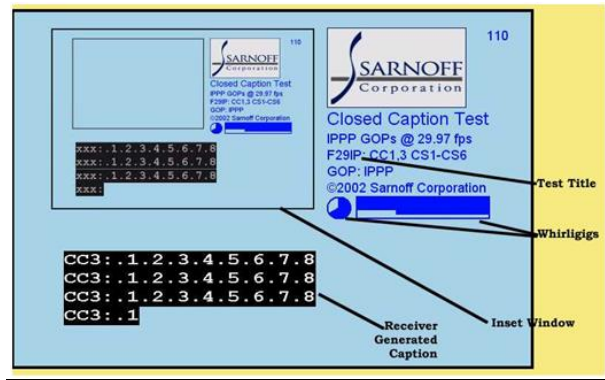 110
SARNOFF
Corporation
Closed Caption Test
IPPP GOPs @ 29.97 fps
F29IP: CC1,3 CS1-CS6
GOP: IPPP
©2002 Sarnoff Corporation
xxx:.1.2.3.4.5.6.7.8
xxx:.1.2.3.4.5.6.7.8
xxx:.1.2.3.4.5.6.7.8
xxx:
110
SARNOFF
Corporation
Closed Caption Test
IPPP GOPs @ 29.97 fps
F29IP: CC1,3 CS1-CS6
GOP: IPPP
©2002 Sarnoff Corporation
Test Title
Whirligigs
CC3:.1.2.3.4.5.6.7.8
CC3:.1.2.3.4.5.6.7.8
CC3:.1.2.3.4.5.6.7.8
CC3:.1
Receiver
Generated
Caption
Inset Window